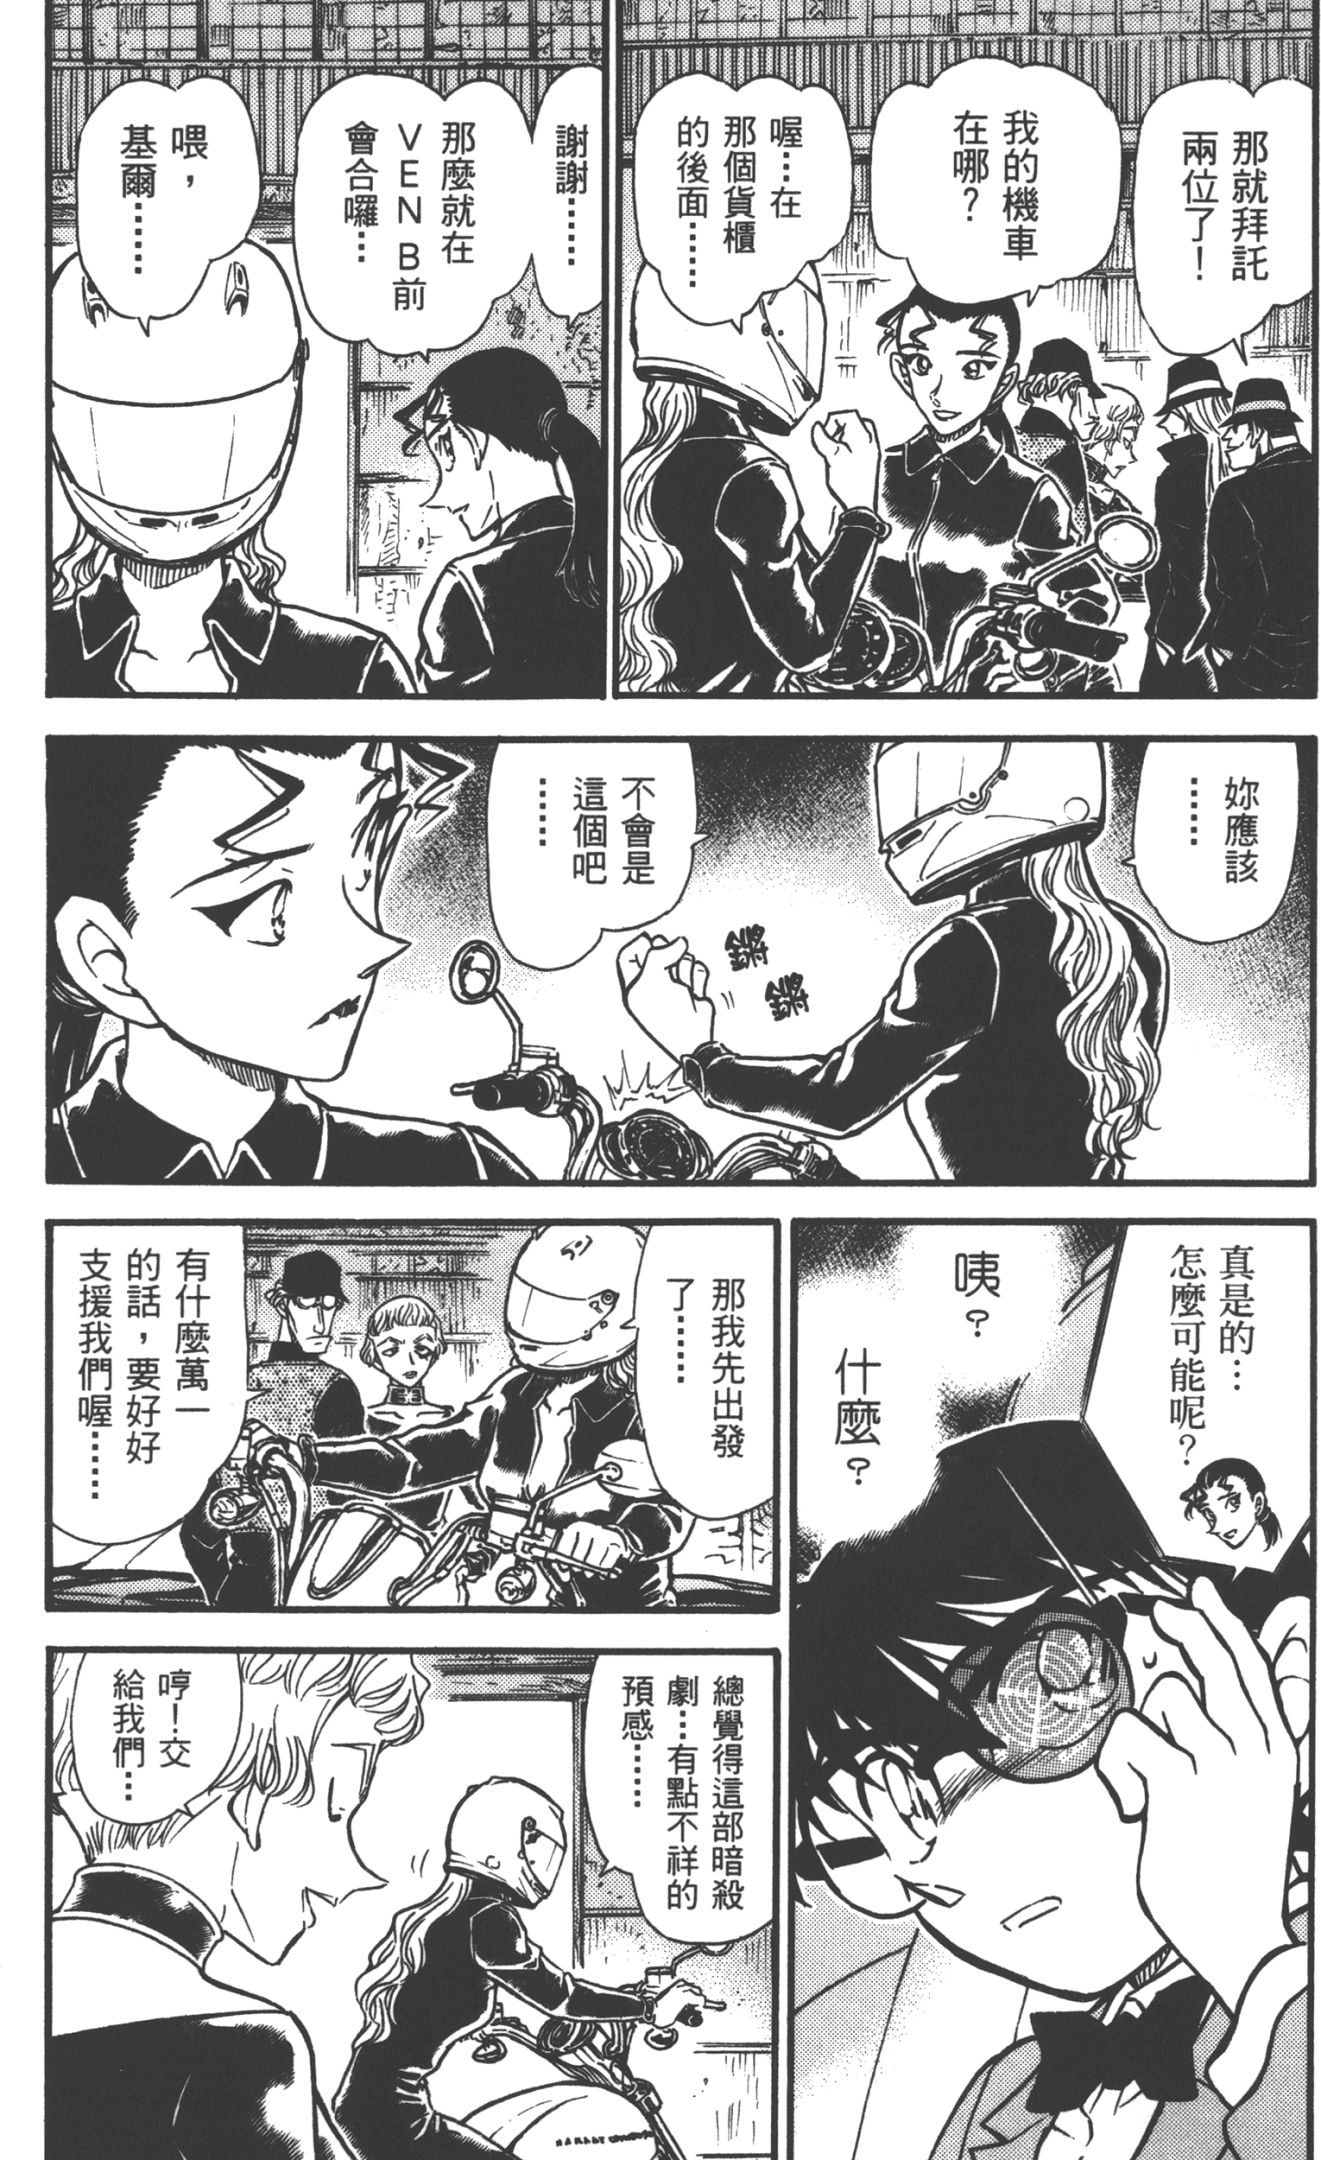 那就拜託
兩位了！
我的機車
在哪？
喔…在
那個貨櫃
的後面……
謝謝……
那麼就在
ＶＥＮＢ前
會合囉…
喂，
基爾……
妳應該
……
不會是
這個吧
……
鏘
鏘
真是的…
怎麼可能呢？
咦？
什麼？
那我先出發
了……
有什麼萬一
的話，要好好
支援我們喔……
總覺得這部暗殺
劇…有點不祥的
預感……
哼！交
給我們…